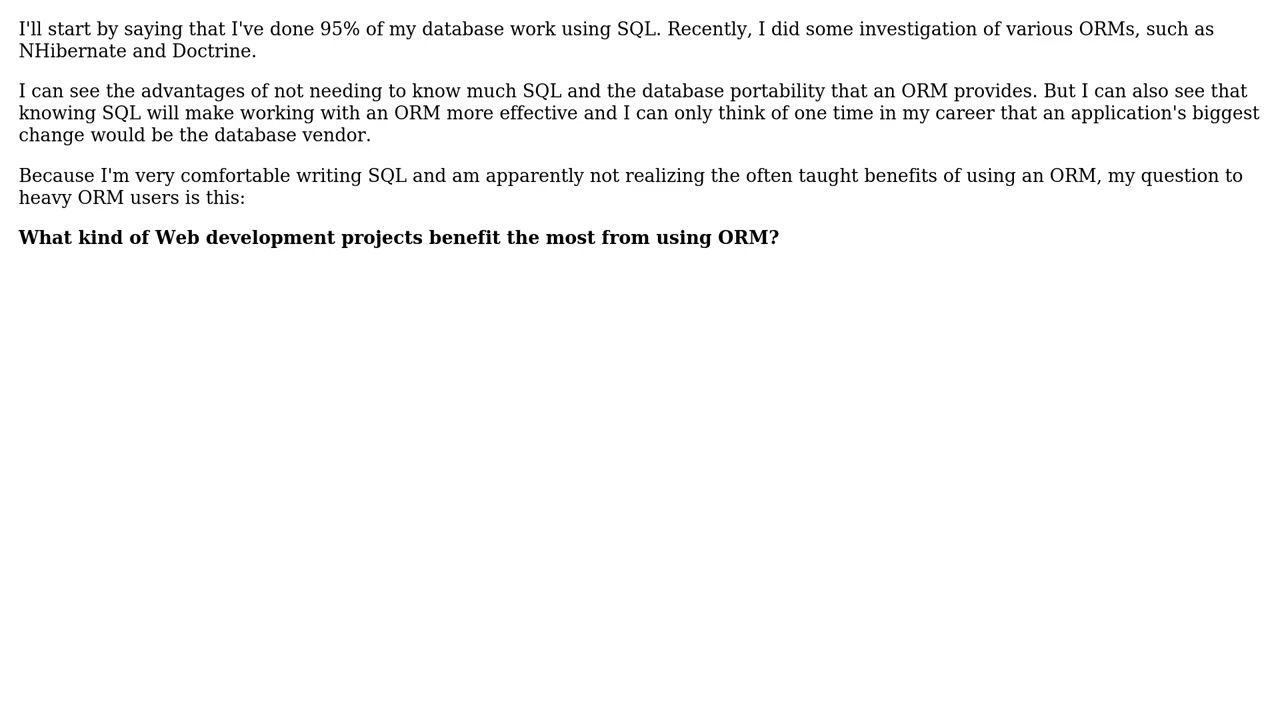 I'll start by saying that I've done 95% of my database work using SQL. Recently, I did some investigation of various ORMs, such as
NHibernate and Doctrine.
I can see the advantages of not needing to know much SQL and the database portability that an ORM provides. But I can also see that
knowing SQL will make working with an ORM more effective and I can only think of one time in my career that an application's biggest
change would be the database vendor.
Because I'm very comfortable writing SQL and am apparently not realizing the often taught benefits of using an ORM, my question to
heavy ORM users is this:
What kind of Web development projects benefit the most from using ORM?